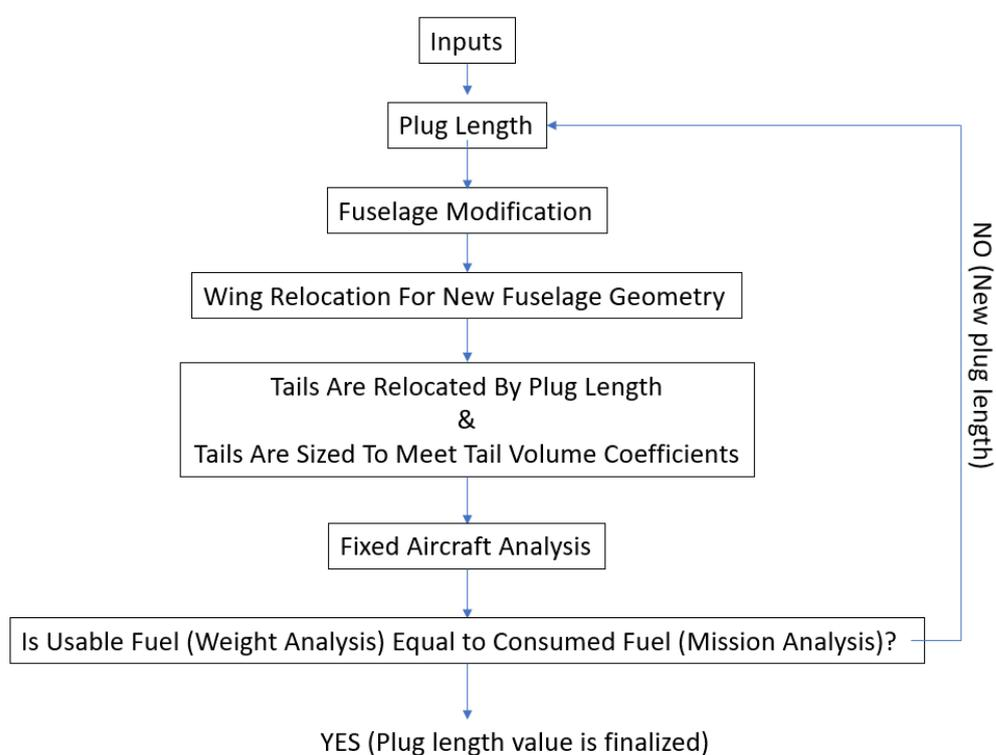 Inputs
Plug Length
Fuselage Modification
Wing Relocation For New Fuselage Geometry
Tails Are Relocated By Plug Length
&
Tails Are Sized To Meet Tail Volume Coefficients
Fixed Aircraft Analysis
Is Usable Fuel (Weight Analysis) Equal to Consumed Fuel (Mission Analysis)?
NO (New plug length)
YES (Plug length value is finalized)